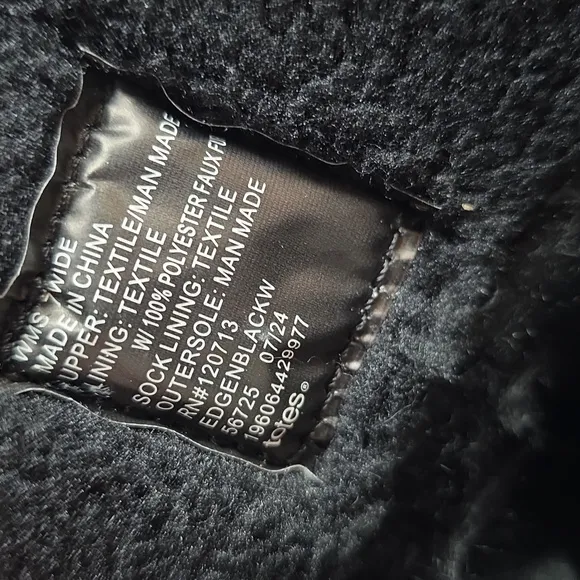 WMS WIDE
MADE IN CHINA
UPPER: TEXTILE/MAN MADE
LINING: TEXTILE
W/ 100% POLYESTER FAUX
SOCK LINING: TEXTILE
OUTERSOLE: MAN MADE
RN#120713
EDGENBLACKW
56725 07/24
196064429977
totes®